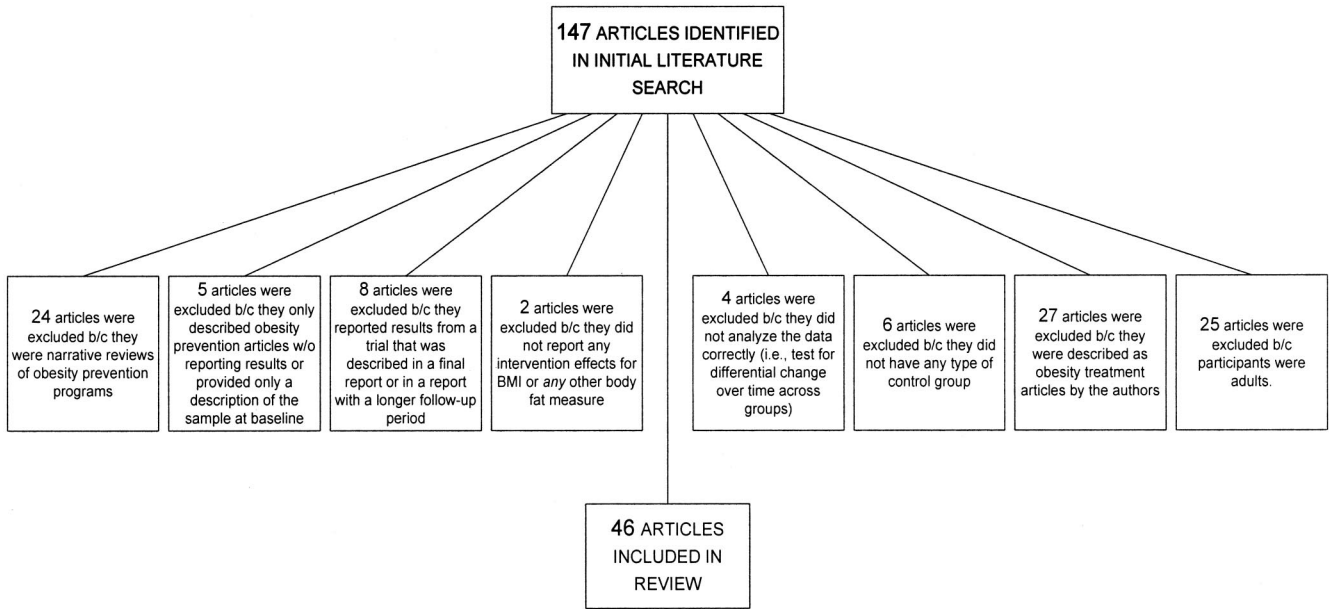 147 ARTICLES IDENTIFIED
IN INITIAL LITERATURE
SEARCH
24 articles were
excluded b/c they
were narrative reviews
of obesity prevention
programs
5 articles were
excluded b/c they only
described obesity
prevention articles w/o
reporting results or
provided only a
description of the
sample at baseline
8 articles were
excluded b/c they
reported results from a
trial that was
described in a final
report or in a report
with a longer follow-up
period
2 articles were
excluded b/c they did
not report any
intervention effects for
BMI or any other body
fat measure
4 articles were
excluded b/c they did
not analyze the data
correctly (i.e., test for
differential change
over time across
groups)
6 articles were
excluded b/c they did
not have any type of
control group
27 articles were
excluded b/c they
were described as
obesity treatment
articles by the authors
25 articles were
excluded b/c
participants were
adults.
46 ARTICLES
INCLUDED IN
REVIEW